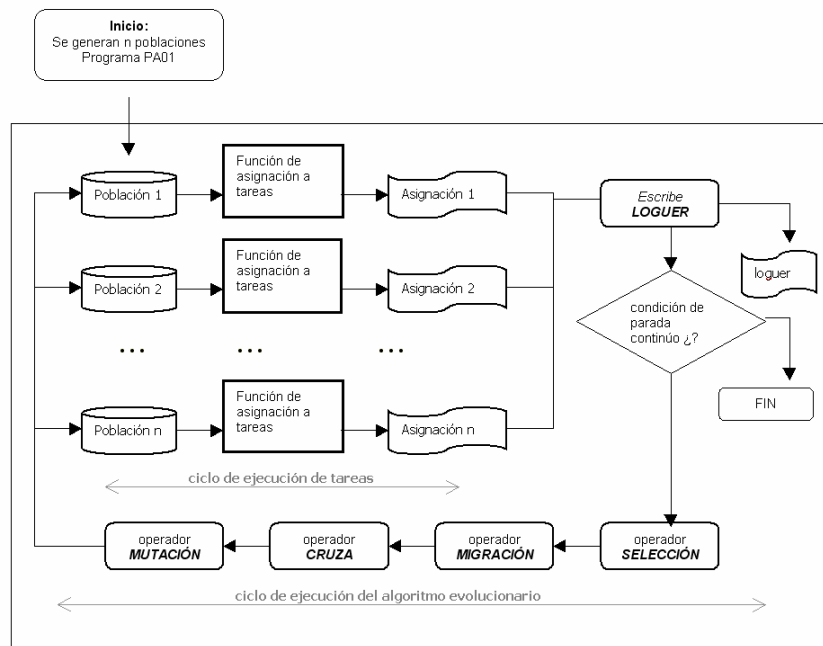 Inicio:
Se generan n poblaciones
Programa PA01
Población 1
Función de
asignación a
tareas
Asignación 1
Escribe
LOGUER
loguer
Población 2
Función de
asignación a
tareas
Asignación 2
condición de
parada
continúo ¿?
... ... ...
FIN
Población n
Función de
asignación a
tareas
Asignación n
ciclo de ejecución de tareas
operador
MUTACIÓN
operador
CRUZA
operador
MIGRACIÓN
operador
SELECCIÓN
ciclo de ejecución del algoritmo evolucionario